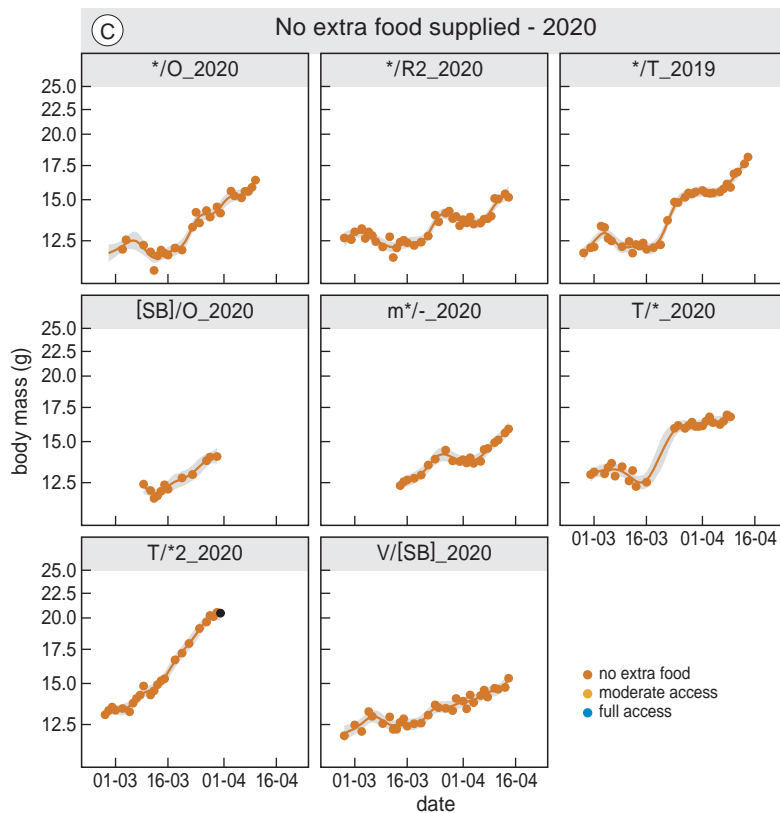 C No extra food supplied - 2020
*/O_2020 */R2_2020 */T_2019
25.0
22.5
20.0
17.5
15.0
12.5
[SB]/O_2020 m*/-_2020 T/*_2020
25.0
22.5
20.0
17.5
15.0
12.5
body mass (g)
01-03 16-03 01-04 16-04
T/*2_2020 V/[SB]_2020
25.0
22.5
20.0
17.5
15.0
12.5
01-03 16-03 01-04 16-04 01-03 16-03 01-04 16-04
date
no extra food
moderate access
full access